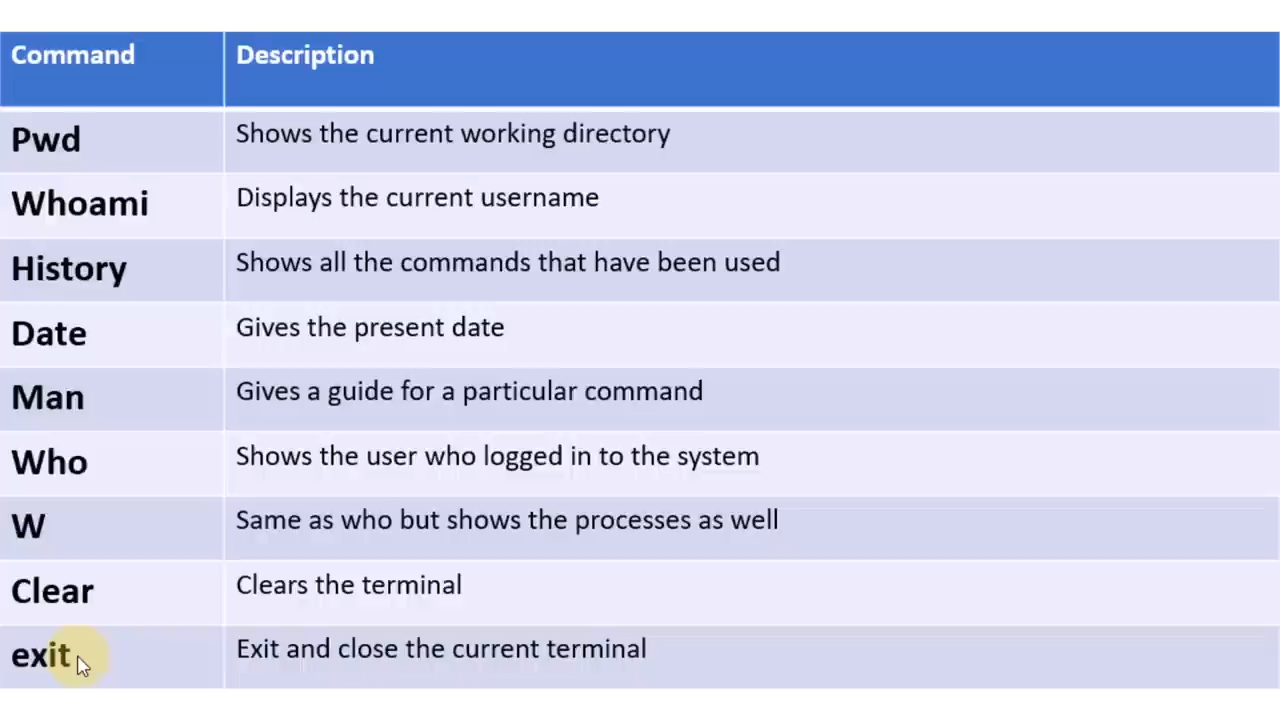 Command Description
Pwd Shows the current working directory
Whoami Displays the current username
History Shows all the commands that have been used
Date Gives the present date
Man Gives a guide for a particular command
Who Shows the user who logged in to the system
W Same as who but shows the processes as well
Clear Clears the terminal
exit Exit and close the current terminal